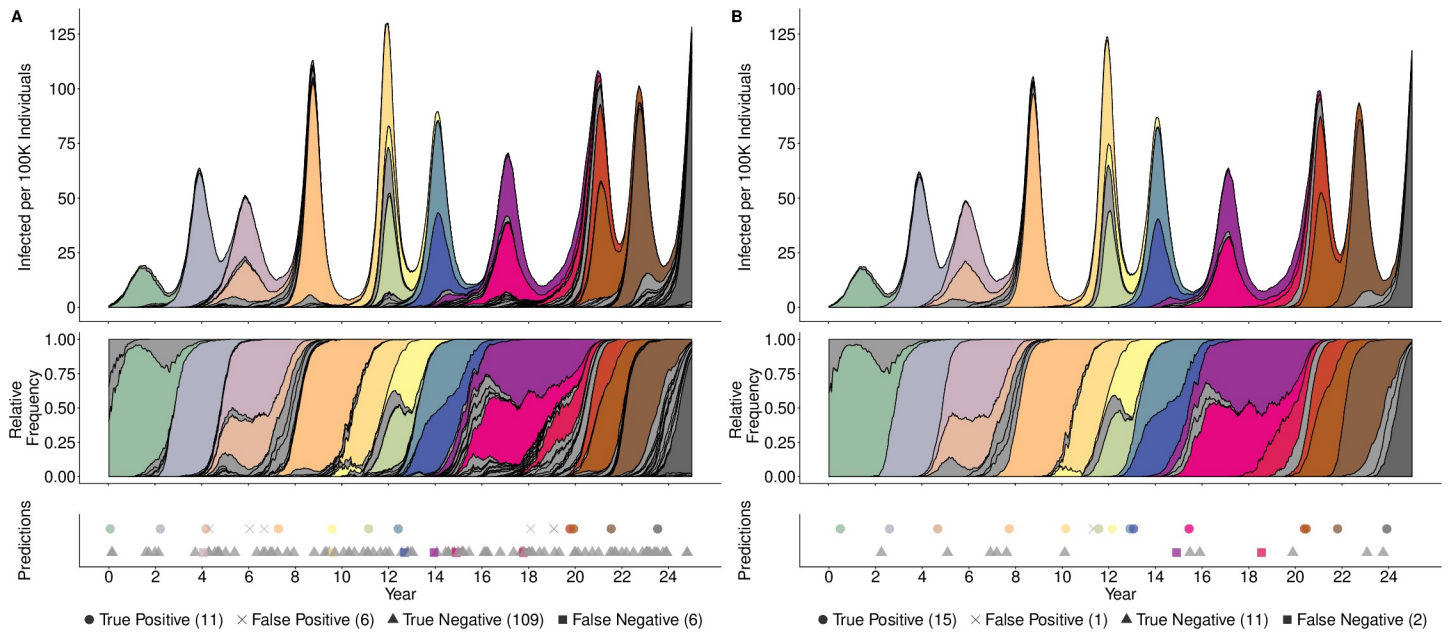 A
Infected per 100K Individuals
125
100
75
50
25
0
Relative
Frequency
1.00
0.75
0.50
0.25
0.00
Predictions
0 2 4 6 8 10 12 14 16 18 20 22 24
Year
True Positive (11) False Positive (6) True Negative (109) False Negative (6)
B
Infected per 100K Individuals
125
100
75
50
25
0
Relative
Frequency
1.00
0.75
0.50
0.25
0.00
Predictions
0 2 4 6 8 10 12 14 16 18 20 22 24
Year
True Positive (15) False Positive (1) True Negative (11) False Negative (2)